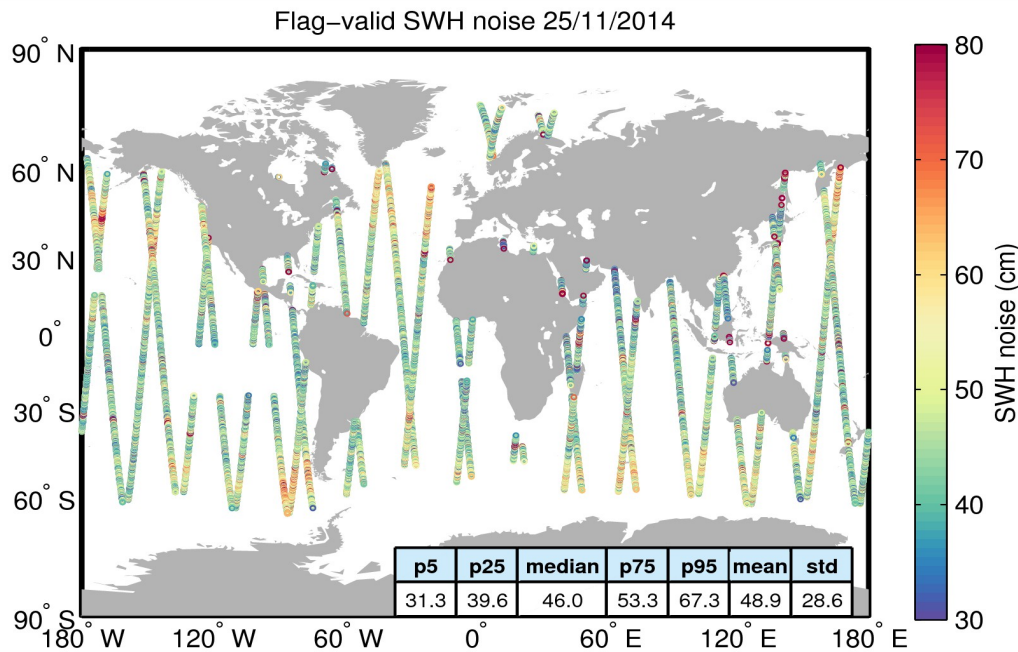 Flag−valid SWH noise 25/11/2014
90° N
60° N
30° N
0°
30° S
60° S
90° S
180° W
120° W
60° W
0°
60° E
120° E
180° E
80
70
60
50
40
30
SWH noise (cm)
p5 p25 median p75 p95 mean std
31.3 39.6 46.0 53.3 67.3 48.9 28.6